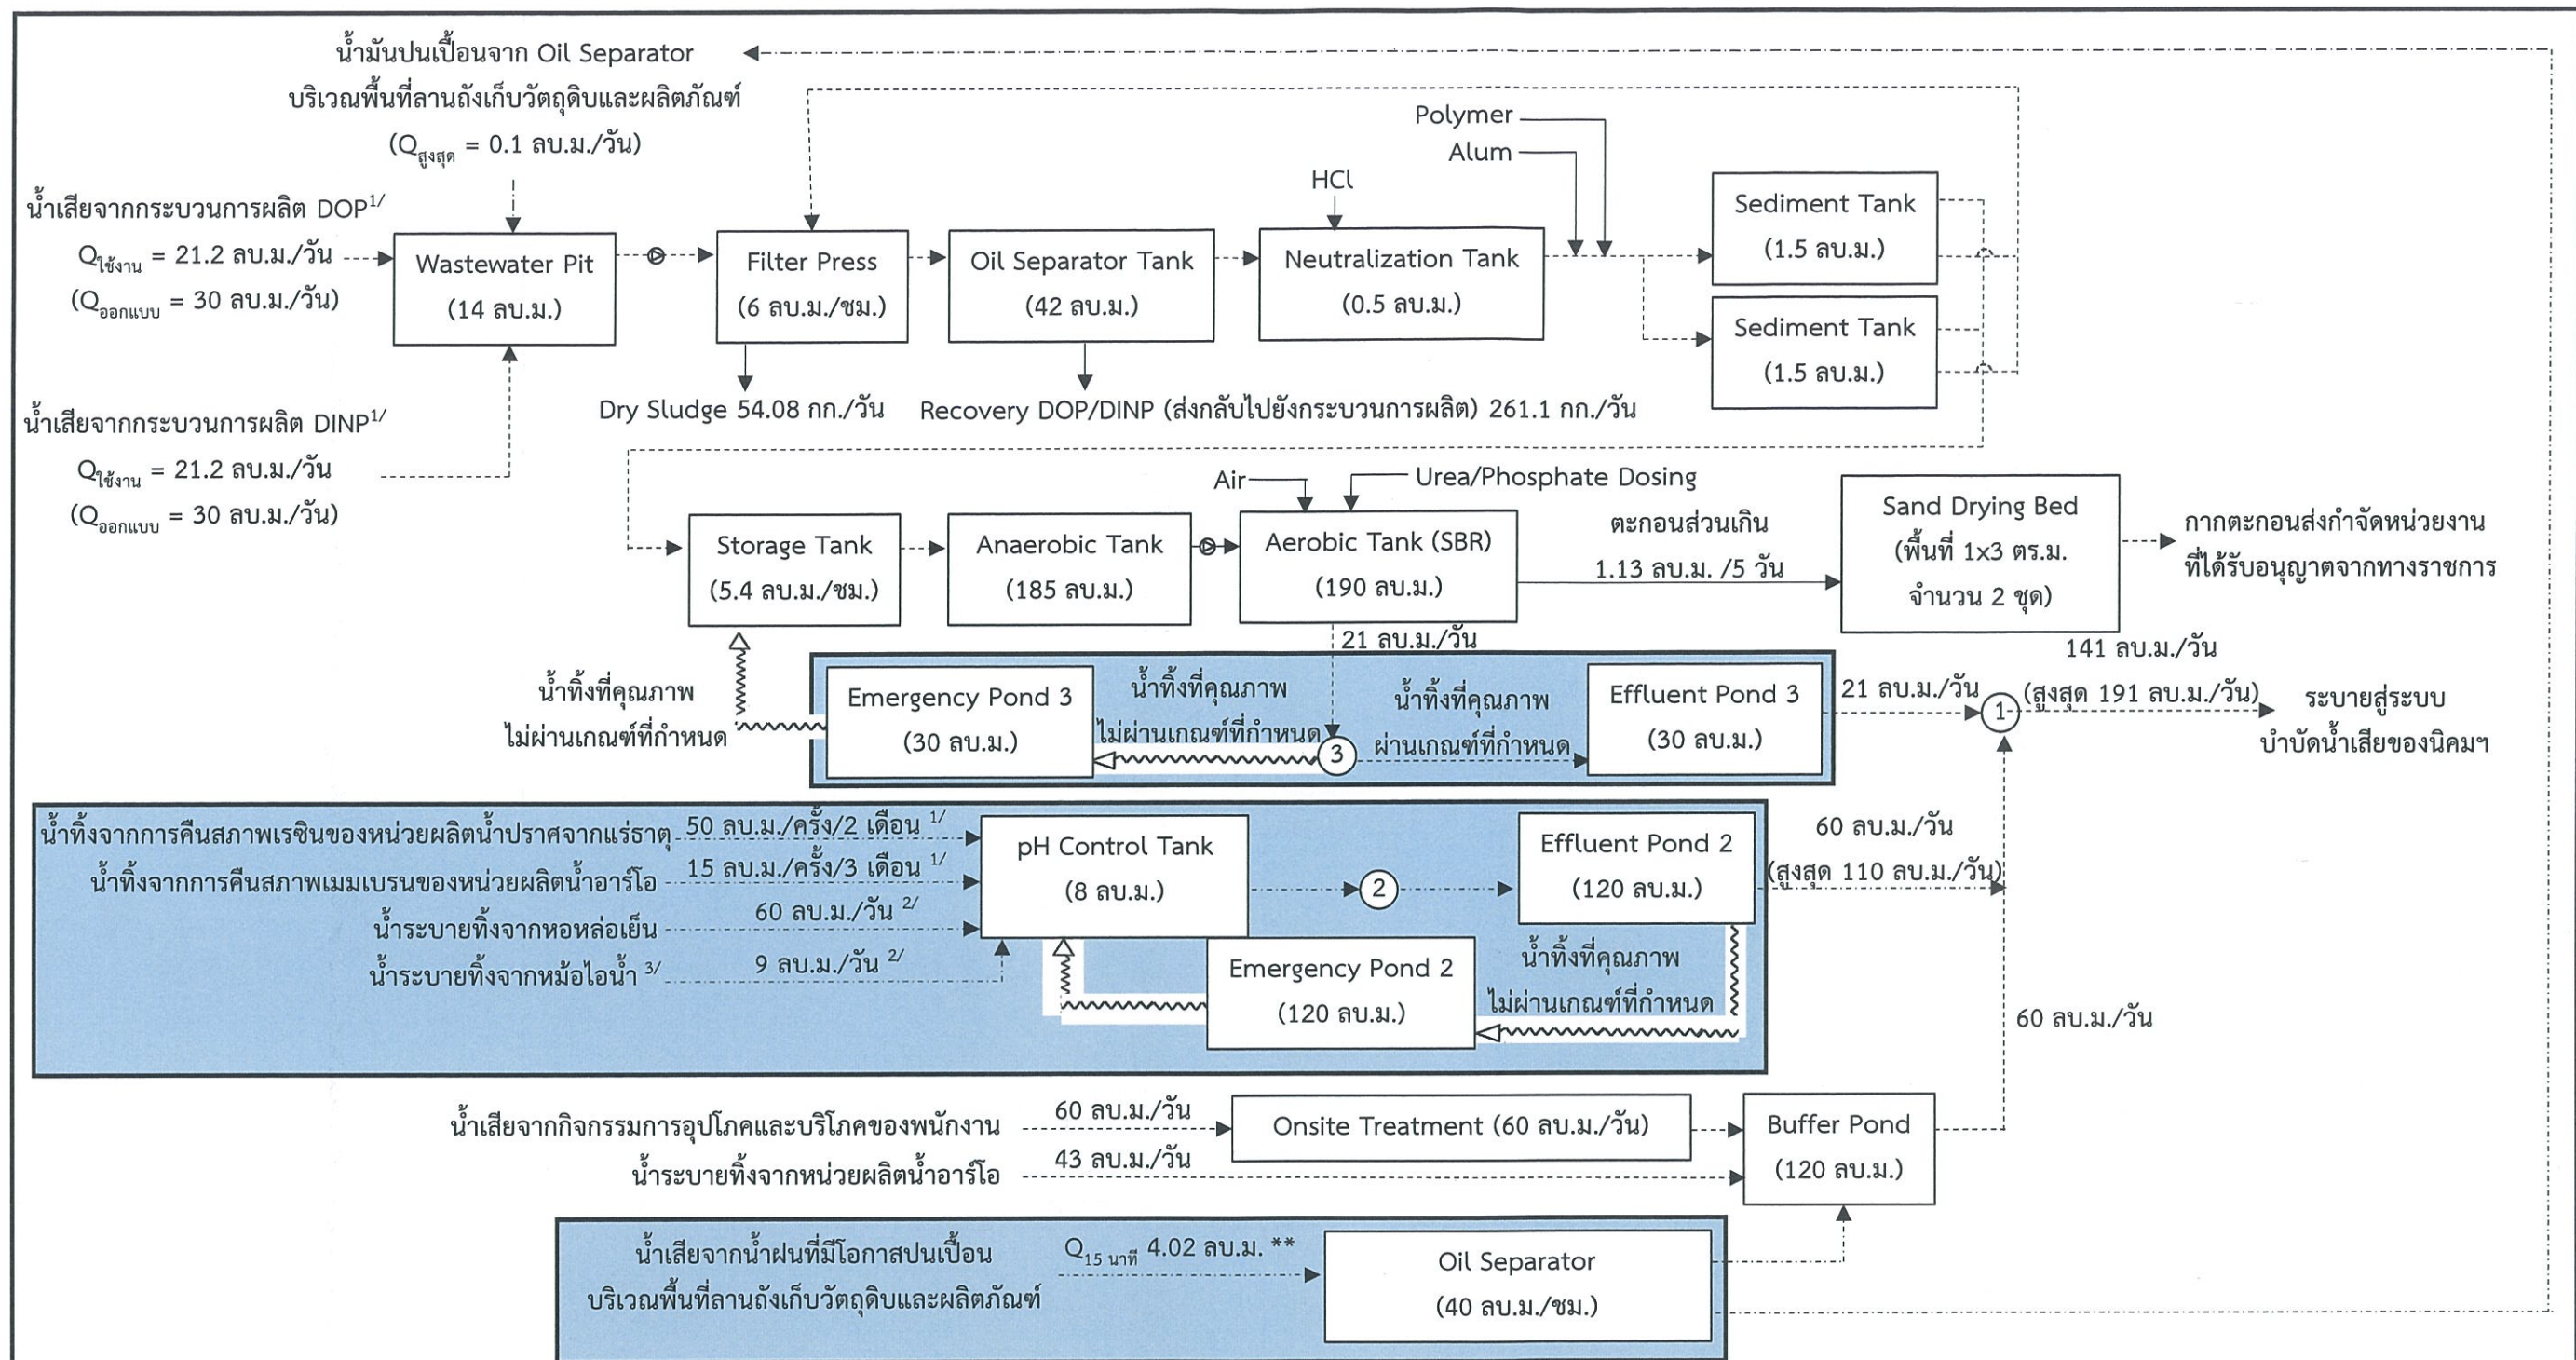 น้ำมันปนเปื้อนจาก Oil Separator
บริเวณพื้นที่ลานถังเก็บวัตถุดิบและผลิตภัณฑ์
(Qสูงสุด = 0.1 ลบ.ม./วัน)
น้ำเสียจากกระบวนการผลิต DOP1/
Qใช้งาน = 21.2 ลบ.ม./วัน
(Qออกแบบ = 30 ลบ.ม./วัน)
Wastewater Pit
(14 ลบ.ม.)
Filter Press
(6 ลบ.ม./ชม.)
Oil Separator Tank
(42 ลบ.ม.)
HCl
Neutralization Tank
(0.5 ลบ.ม.)
Polymer
Alum
Sediment Tank
(1.5 ลบ.ม.)
Sediment Tank
(1.5 ลบ.ม.)
Dry Sludge 54.08 กก./วัน
Recovery DOP/DINP (ส่งกลับไปยังกระบวนการผลิต) 261.1 กก./วัน
น้ำเสียจากกระบวนการผลิต DINP1/
Qใช้งาน = 21.2 ลบ.ม./วัน
(Qออกแบบ = 30 ลบ.ม./วัน)
Storage Tank
(5.4 ลบ.ม./ชม.)
Anaerobic Tank
(185 ลบ.ม.)
Air
Urea/Phosphate Dosing
Aerobic Tank (SBR)
(190 ลบ.ม.)
ตะกอนส่วนเกิน
1.13 ลบ.ม. /5 วัน
Sand Drying Bed
(พื้นที่ 1x3 ตร.ม.
จำนวน 2 ชุด)
กากตะกอนส่งกำจัดหน่วยงาน
ที่ได้รับอนุญาตจากทางราชการ
21 ลบ.ม./วัน
น้ำทิ้งที่คุณภาพ
ไม่ผ่านเกณฑ์ที่กำหนด
Emergency Pond 3
(30 ลบ.ม.)
น้ำทิ้งที่คุณภาพ
ไม่ผ่านเกณฑ์ที่กำหนด
3
น้ำทิ้งที่คุณภาพ
ผ่านเกณฑ์ที่กำหนด
Effluent Pond 3
(30 ลบ.ม.)
21 ลบ.ม./วัน
1
141 ลบ.ม./วัน
(สูงสุด 191 ลบ.ม./วัน)
ระบายสู่ระบบ
บำบัดน้ำเสียของนิคมฯ
น้ำทิ้งจากการคืนสภาพเรซินของหน่วยผลิตน้ำปราศจากแร่ธาตุ 50 ลบ.ม./ครั้ง/2 เดือน 1/
น้ำทิ้งจากการคืนสภาพเมมเบรนของหน่วยผลิตน้ำอาร์โอ 15 ลบ.ม./ครั้ง/3 เดือน 1/
น้ำระบายทิ้งจากหอหล่อเย็น 60 ลบ.ม./วัน 2/
น้ำระบายทิ้งจากหม้อไอน้ำ 3/ 9 ลบ.ม./วัน 2/
pH Control Tank
(8 ลบ.ม.)
2
Effluent Pond 2
(120 ลบ.ม.)
60 ลบ.ม./วัน
(สูงสุด 110 ลบ.ม./วัน)
Emergency Pond 2
(120 ลบ.ม.)
น้ำทิ้งที่คุณภาพ
ไม่ผ่านเกณฑ์ที่กำหนด
60 ลบ.ม./วัน
น้ำเสียจากกิจกรรมการอุปโภคและบริโภคของพนักงาน 60 ลบ.ม./วัน
Onsite Treatment (60 ลบ.ม./วัน)
น้ำระบายทิ้งจากหน่วยผลิตน้ำอาร์โอ 43 ลบ.ม./วัน
Buffer Pond
(120 ลบ.ม.)
น้ำเสียจากน้ำฝนที่มีโอกาสปนเปื้อน
บริเวณพื้นที่ลานถังเก็บวัตถุดิบและผลิตภัณฑ์
Q15 นาที 4.02 ลบ.ม. **
Oil Separator
(40 ลบ.ม./ชม.)